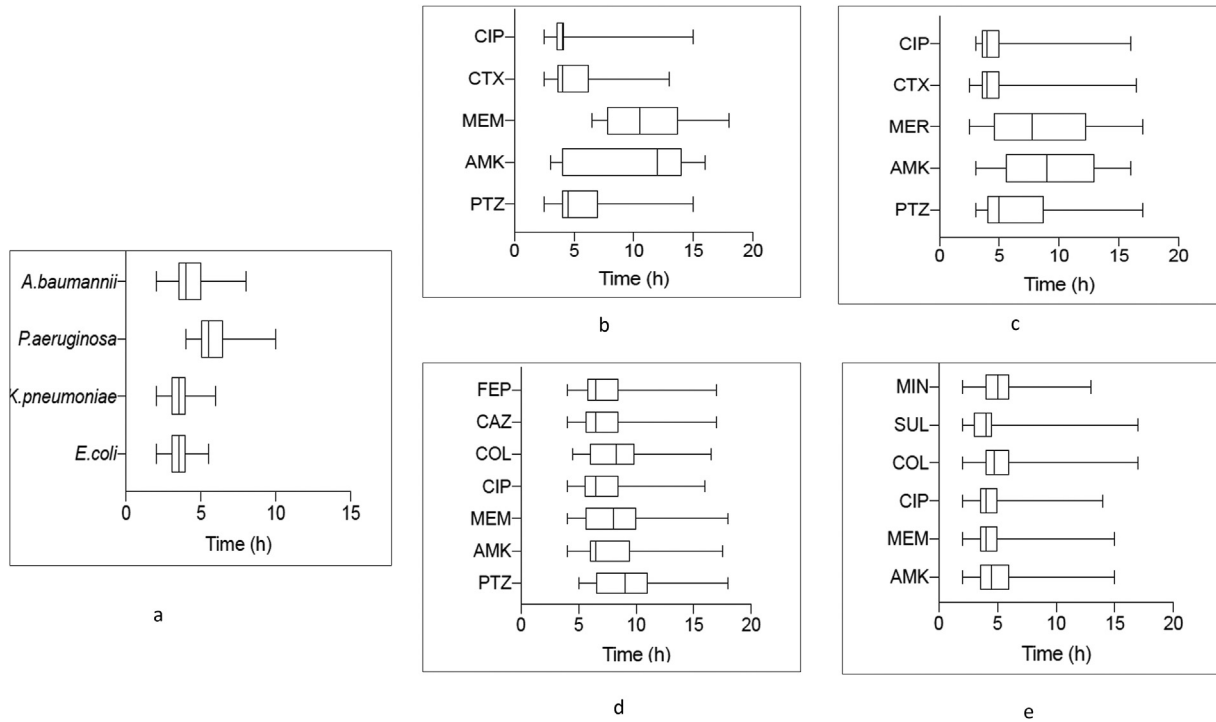 A.baumannii
P.aeruginosa
K.pneumoniae
E.coli
0 5 10 15
Time (h)
a
CIP
CTX
MEM
AMK
PTZ
0 5 10 15 20
Time (h)
b
CIP
CTX
MER
AMK
PTZ
0 5 10 15 20
Time (h)
c
FEP
CAZ
COL
CIP
MEM
AMK
PTZ
0 5 10 15 20
Time (h)
d
MIN
SUL
COL
CIP
MEM
AMK
0 5 10 15 20
Time (h)
e